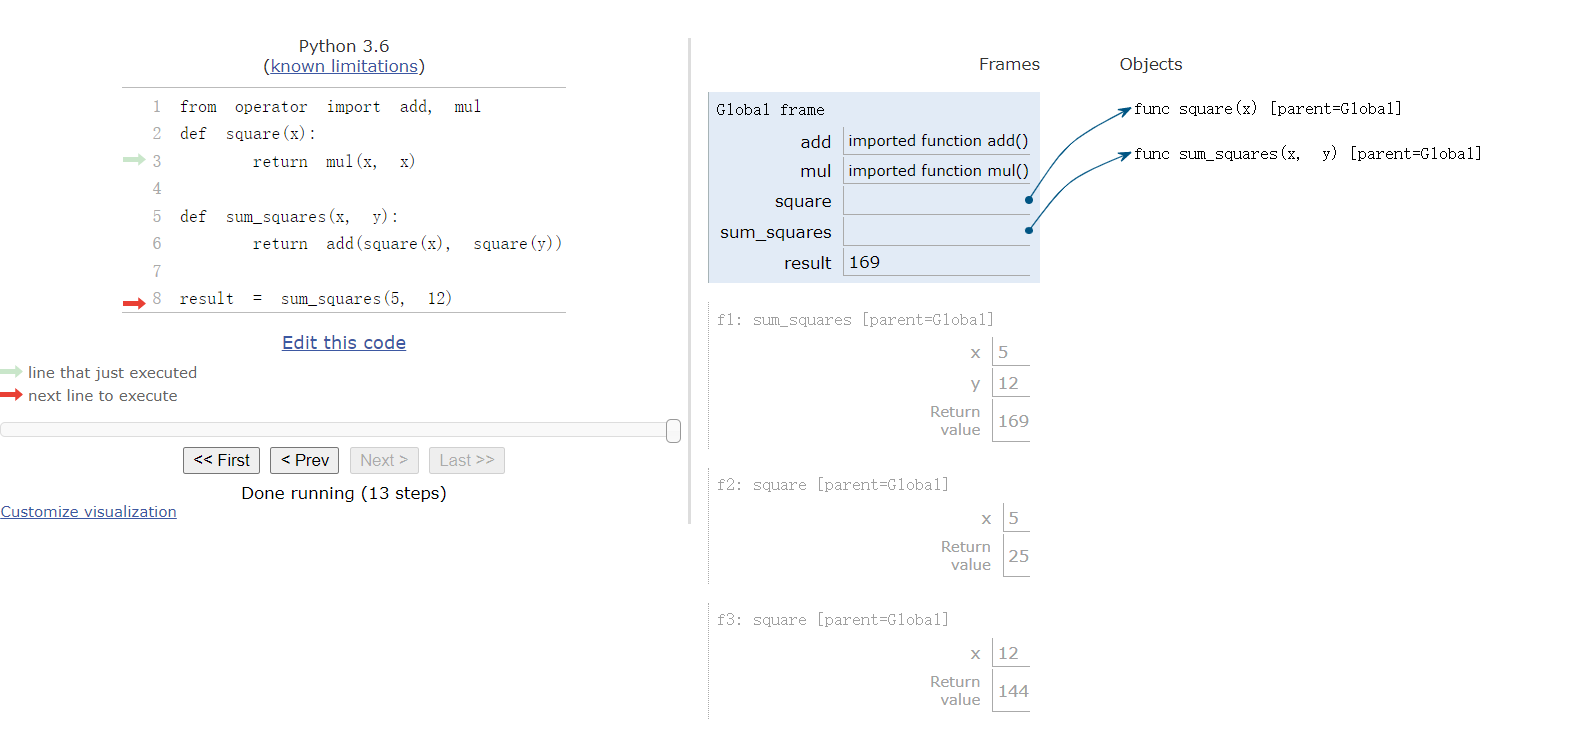 Python 3.6
(known limitations)
1 from operator import add, mul
2 def square(x):
3 return mul(x, x)
4
5 def sum_squares(x, y):
6 return add(square(x), square(y))
7
8 result = sum_squares(5, 12)
Edit this code
line that just executed
next line to execute
<< First < Prev Next > Last >>
Done running (13 steps)
Customize visualization
Frames Objects
Global frame
add imported function add()
mul imported function mul()
square
sum_squares
result 169
func square(x) [parent=Global]
func sum_squares(x, y) [parent=Global]
f1: sum_squares [parent=Global]
x 5
y 12
Return
value 169
f2: square [parent=Global]
x 5
Return
value 25
f3: square [parent=Global]
x 12
Return
value 144